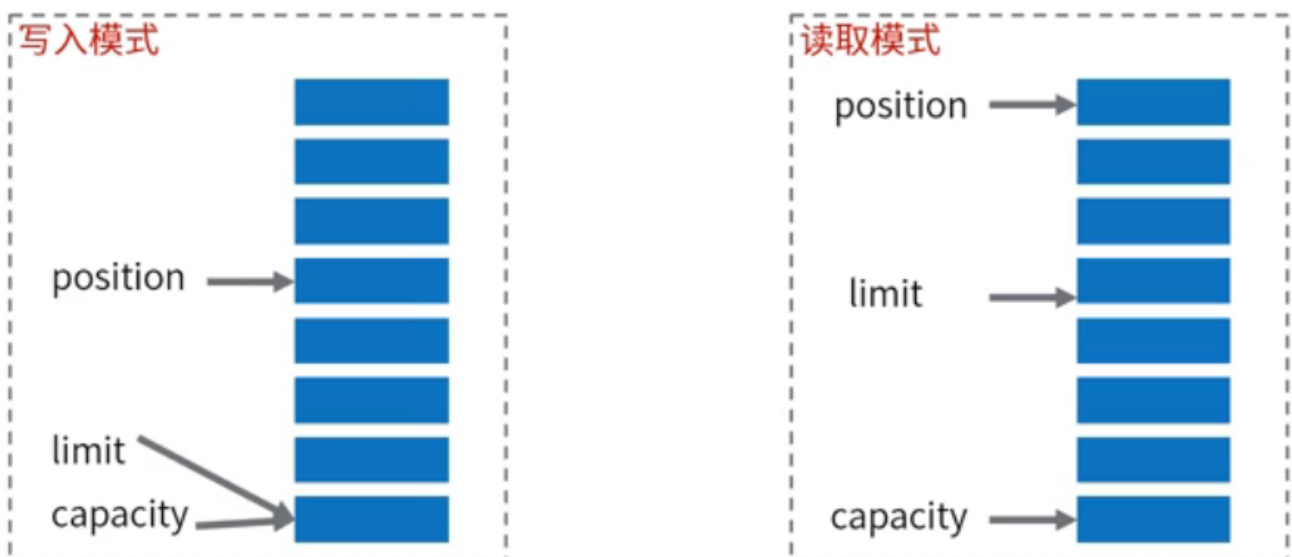 写入模式
position
limit
capacity
读取模式
position
limit
capacity